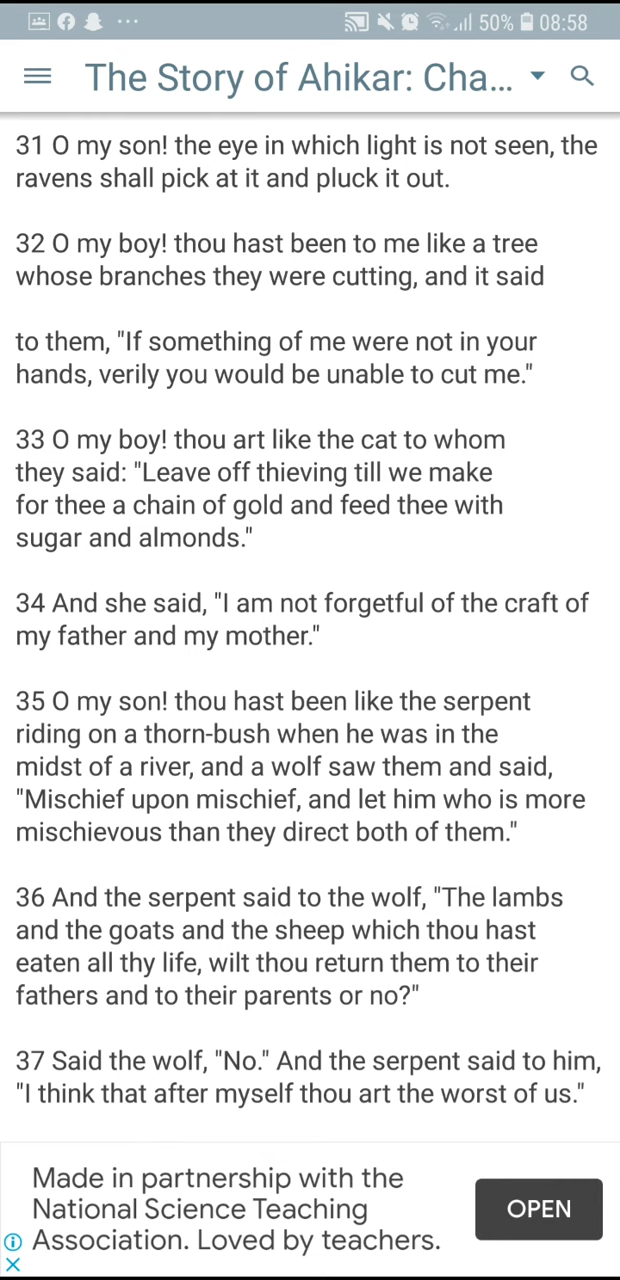 50% 08:58
The Story of Ahikar: Cha...
31 O my son! the eye in which light is not seen, the
ravens shall pick at it and pluck it out.
32 O my boy! thou hast been to me like a tree
whose branches they were cutting, and it said
to them, "If something of me were not in your
hands, verily you would be unable to cut me."
33 O my boy! thou art like the cat to whom
they said: "Leave off thieving till we make
for thee a chain of gold and feed thee with
sugar and almonds."
34 And she said, "I am not forgetful of the craft of
my father and my mother."
35 O my son! thou hast been like the serpent
riding on a thorn-bush when he was in the
midst of a river, and a wolf saw them and said,
"Mischief upon mischief, and let him who is more
mischievous than they direct both of them."
36 And the serpent said to the wolf, "The lambs
and the goats and the sheep which thou hast
eaten all thy life, wilt thou return them to their
fathers and to their parents or no?"
37 Said the wolf, "No." And the serpent said to him,
"I think that after myself thou art the worst of us."
Made in partnership with the
National Science Teaching
Association. Loved by teachers.
OPEN